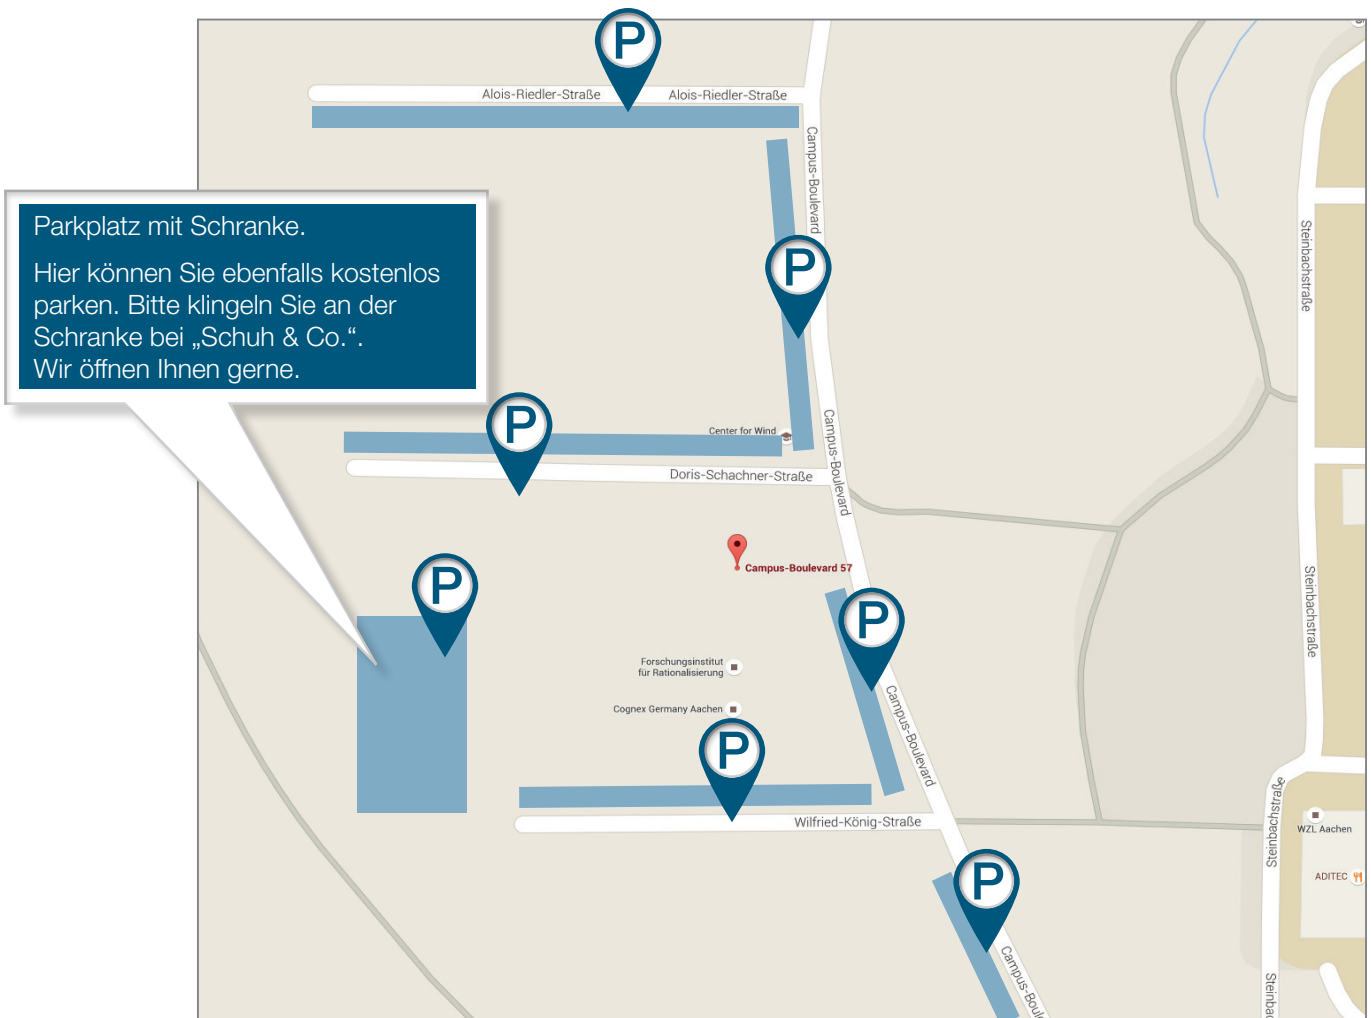 P
Alois-Riedler-Straße Alois-Riedler-Straße
Campus-Boulevard
Parkplatz mit Schranke.
Hier können Sie ebenfalls kostenlos
parken. Bitte klingeln Sie an der
Schranke bei „Schuh & Co.“.
Wir öffnen Ihnen gerne.
P
Steinbachstraße
P
Center for Wind
Campus-Boulevard
Doris-Schachner-Straße
Campus-Boulevard 57
P
P
Steinbachstraße
Forschungsinstitut
für Rationalisierung
Cognex Germany Aachen
Campus-Boulevard
P
Wilfried-König-Straße
Steinbachstraße
WZL Aachen
ADITEC
P
Campus-Boule
Steinbac